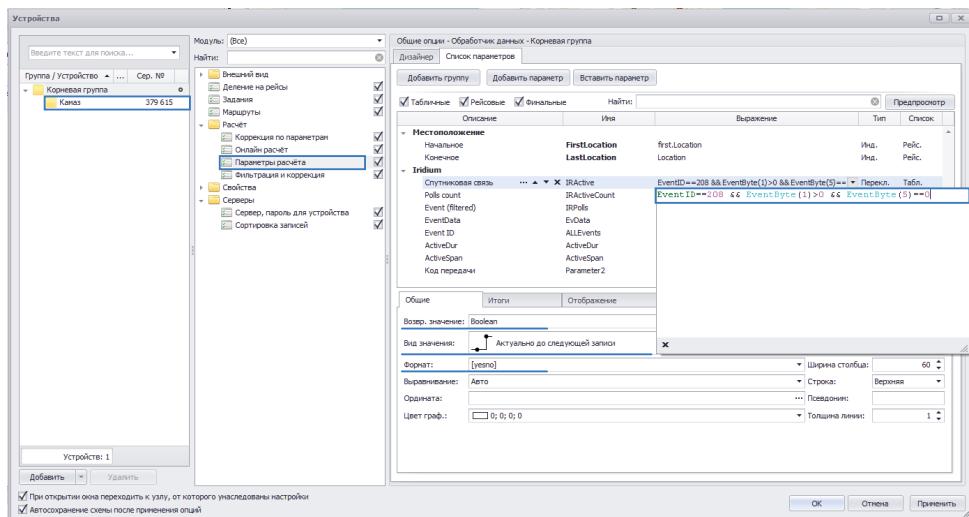 Устройства
Введите текст для поиска...
Группа / Устройство ... Сер. №
Корневая группа
Камаз 379 615
Устройств: 1
Добавить Удалить
Модуль: (Все)
Найти:
Внешний вид
Деление на рейсы
Задания
Маршруты
Расчёт
Коррекция по параметрам
Онлайн расчёт
Параметры расчёта
Фильтрация и коррекция
Свойства
Серверы
Сервер, пароль для устройства
Сортировка записей
Общие опции - Обработчик данных - Корневая группа
Дизайнер Список параметров
Добавить группу Добавить параметр Вставить параметр
Табличные Рейсовые Финальные Найти: Предпросмотр
Описание Имя Выражение Тип Список
Местоположение
Начальное FirstLocation first.Location Инд. Рейс.
Конечное LastLocation Location Инд. Рейс.
Iridium
Спутниковая связь ... IRActive EventID==208 && EventByte(1)>0 && EventByte(5)== Перекл. Табл.
EventID==208 && EventByte(1)>0 && EventByte(5)==0
Polls count IRActiveCount
Event (filtered) IRPolls
EventData EvData
Event ID ALLEvents
ActiveDur ActiveDur
ActiveSpan ActiveSpan
Код передачи Parameter2
Общие Итоги Отображение
Возвр. значение: Boolean
Вид значения: Актуально до следующей записи
Формат: [yesno] Ширина столбца: 60
Выравнивание: Авто Строка: Верхняя
Ордината: ... Псевдоним:
Цвет граф.: 0; 0; 0; 0 Толщина линии: 1
При открытии окна переходить к узлу, от которого унаследованы настройки
Автосохранение схемы после применения опций
ОК Отмена Применить